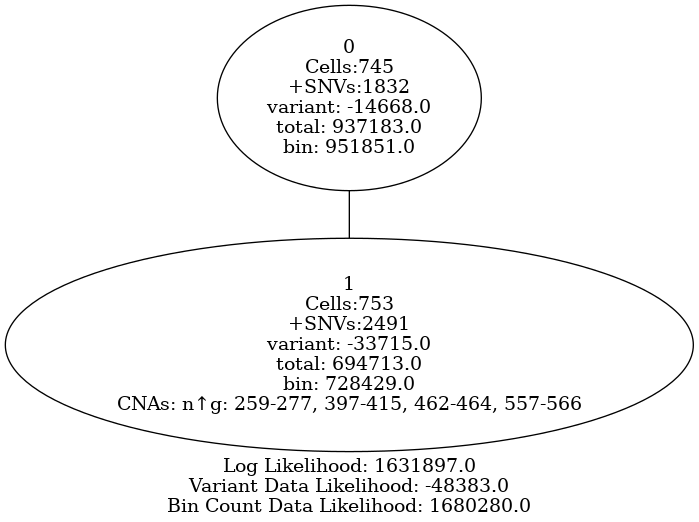 0
Cells:745
+SNVs:1832
variant: -14668.0
total: 937183.0
bin: 951851.0
1
Cells:753
+SNVs:2491
variant: -33715.0
total: 694713.0
bin: 728429.0
CNAs: n↑g: 259-277, 397-415, 462-464, 557-566
Log Likelihood: 1631897.0
Variant Data Likelihood: -48383.0
Bin Count Data Likelihood: 1680280.0